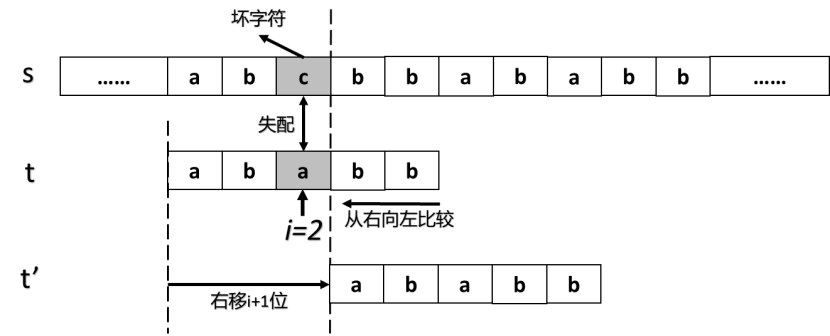 坏字符
s …… a b c b b a b a b b ……
失配
t a b a b b
i=2 从右向左比较
t’ a b a b b
右移i+1位